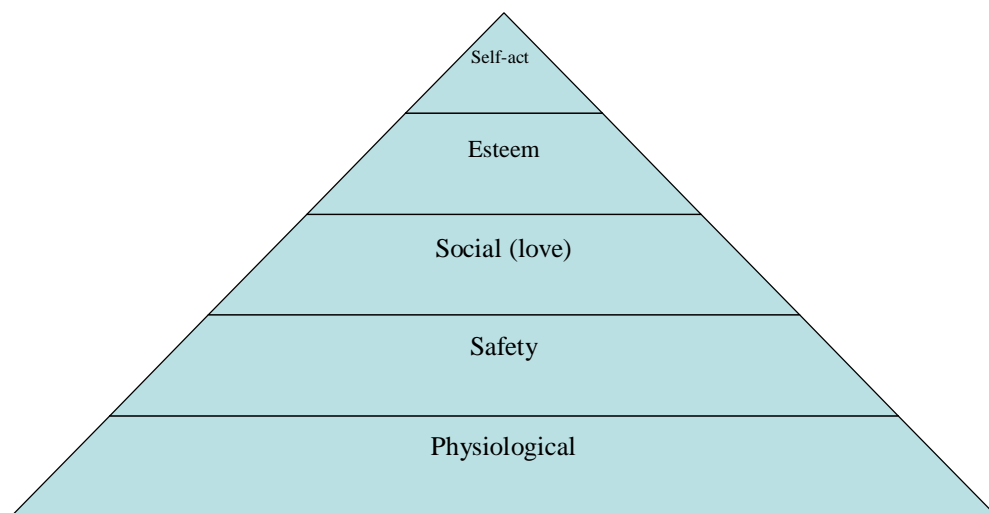 Self-act
Esteem
Social (love)
Safety
Physiological